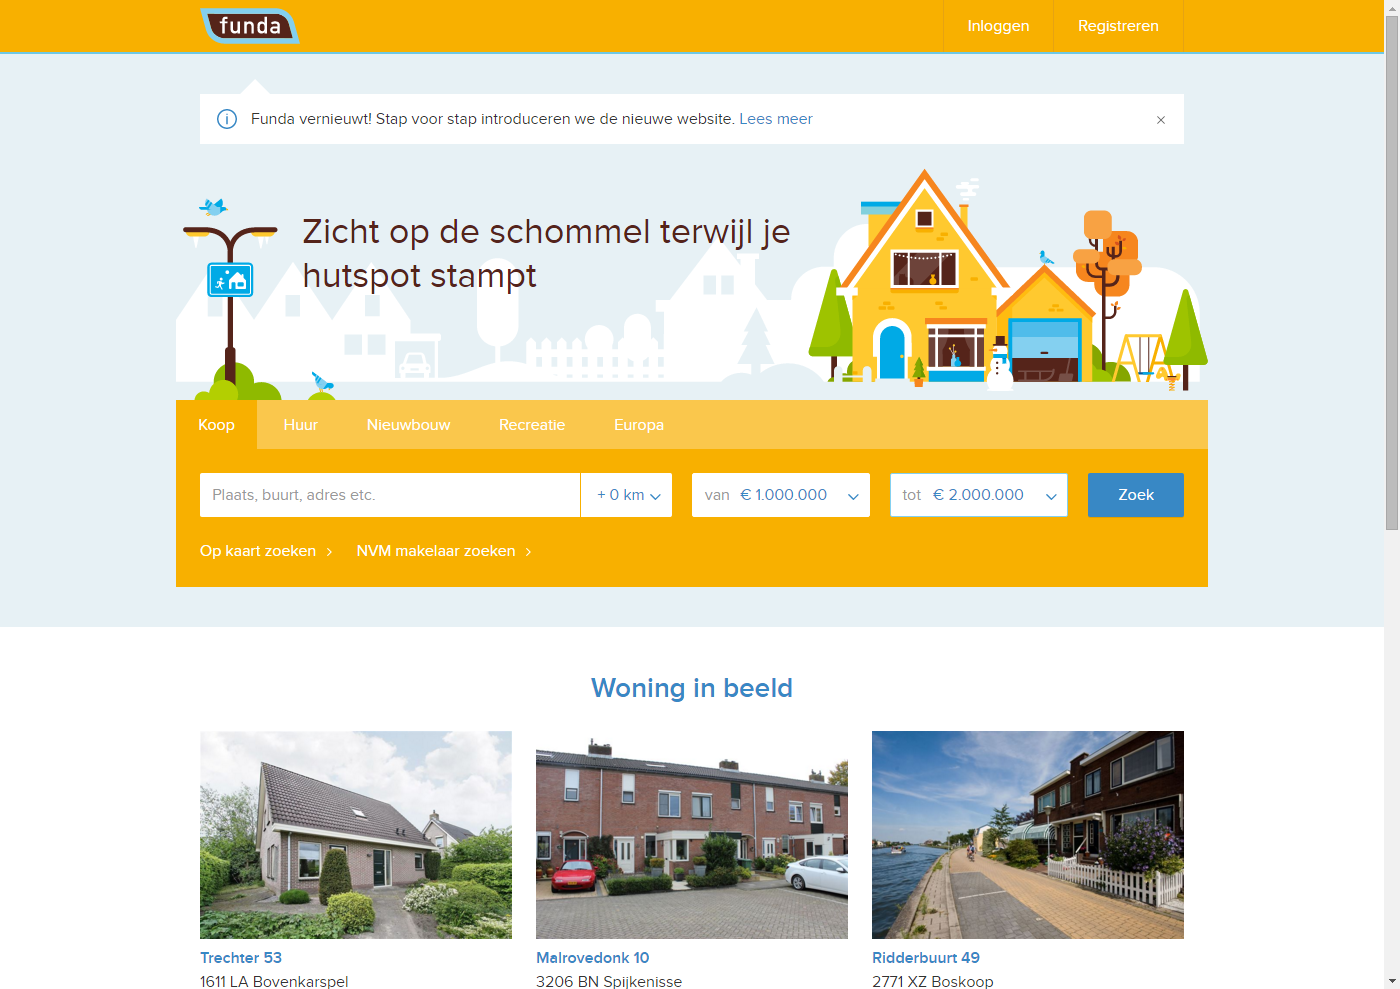 funda
Inloggen
Registreren
Funda vernieuwt! Stap voor stap introduceren we de nieuwe website. Lees meer
Zicht op de schommel terwijl je
hutspot stampt
Koop
Huur
Nieuwbouw
Recreatie
Europa
Plaats, buurt, adres etc.
+ 0 km
van € 1.000.000
tot € 2.000.000
Zoek
Op kaart zoeken
NVM makelaar zoeken
Woning in beeld
Trechter 53
1611 LA Bovenkarspel
Malrovedonk 10
3206 BN Spijkenisse
Ridderbuurt 49
2771 XZ Boskoop